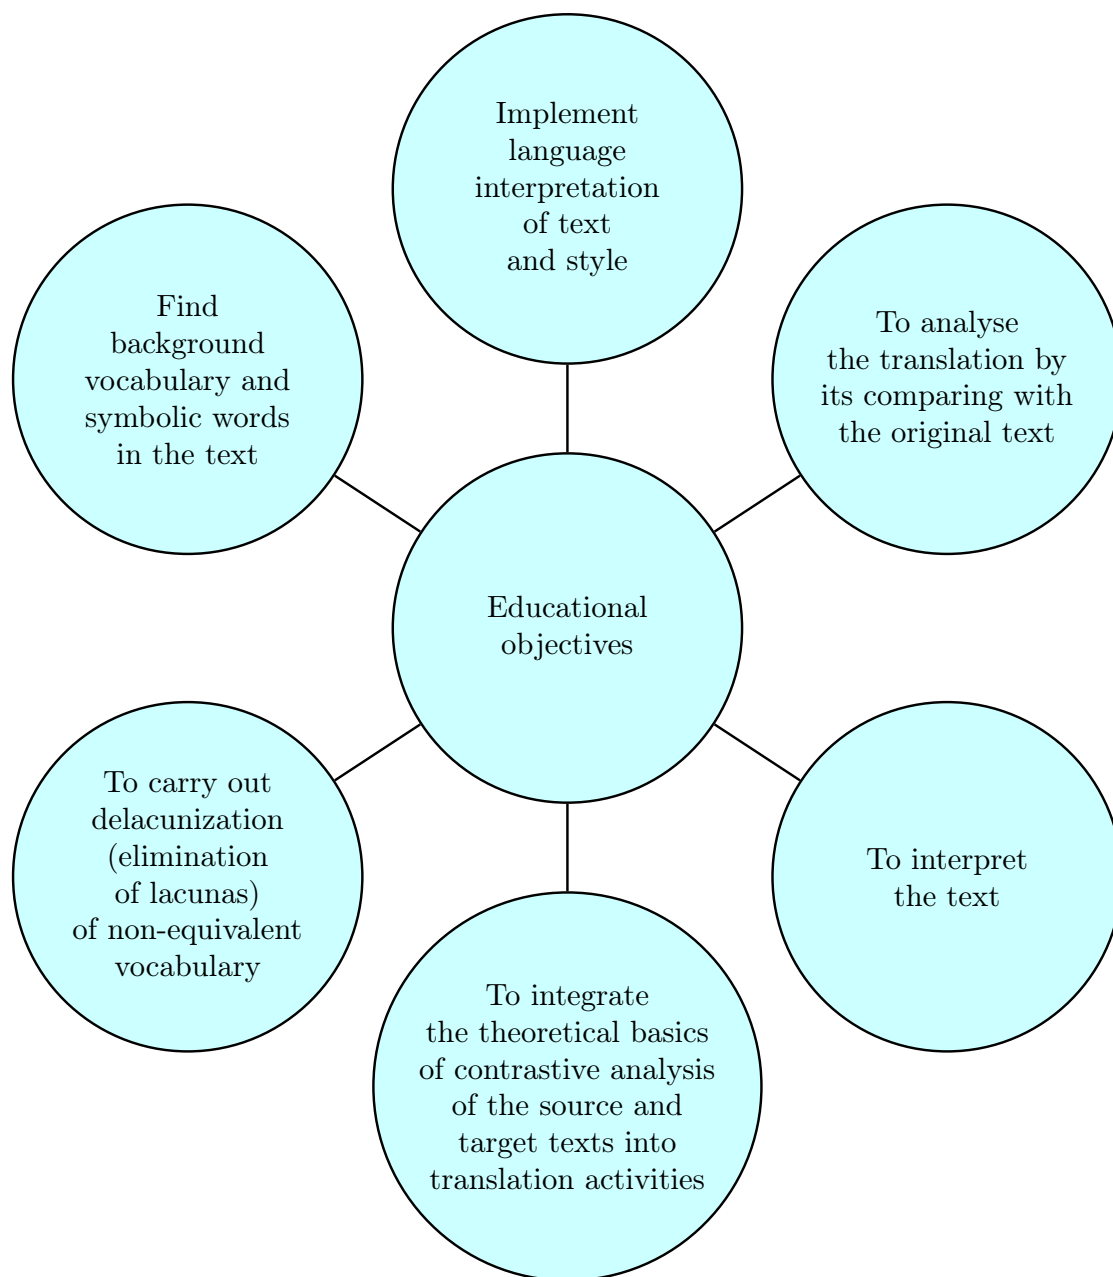 Implement
language
interpretation
of text
and style
Find
background
vocabulary and
symbolic words
in the text
To analyse
the translation by
its comparing with
the original text
Educational
objectives
To carry out
delacunization
(elimination
of lacunas)
of non-equivalent
vocabulary
To interpret
the text
To integrate
the theoretical basics
of contrastive analysis
of the source and
target texts into
translation activities